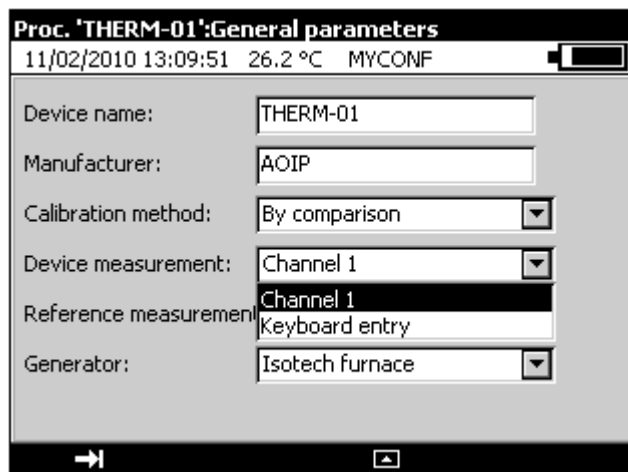 Proc. 'THERM-01':General parameters
11/02/2010 13:09:51 26.2 °C MYCONF
Device name: THERM-01
Manufacturer: AOIP
Calibration method: By comparison
Device measurement: Channel 1
Channel 1
Reference measuremen
Keyboard entry
Generator: Isotech furnace